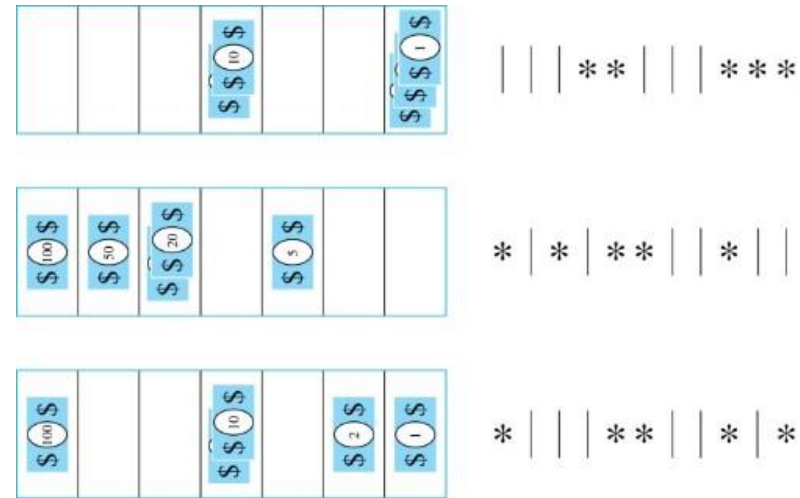 $ 10 $ $ $ 1 $ $ $ | | | * * | | | * * *
$ 100 $ $ 50 $ $ 20 $ $ $ 5 $ * | * | * * | | * | |
$ 100 $ $ 10 $ $ $ 2 $ $ 1 $ * | | | * * | | * | *